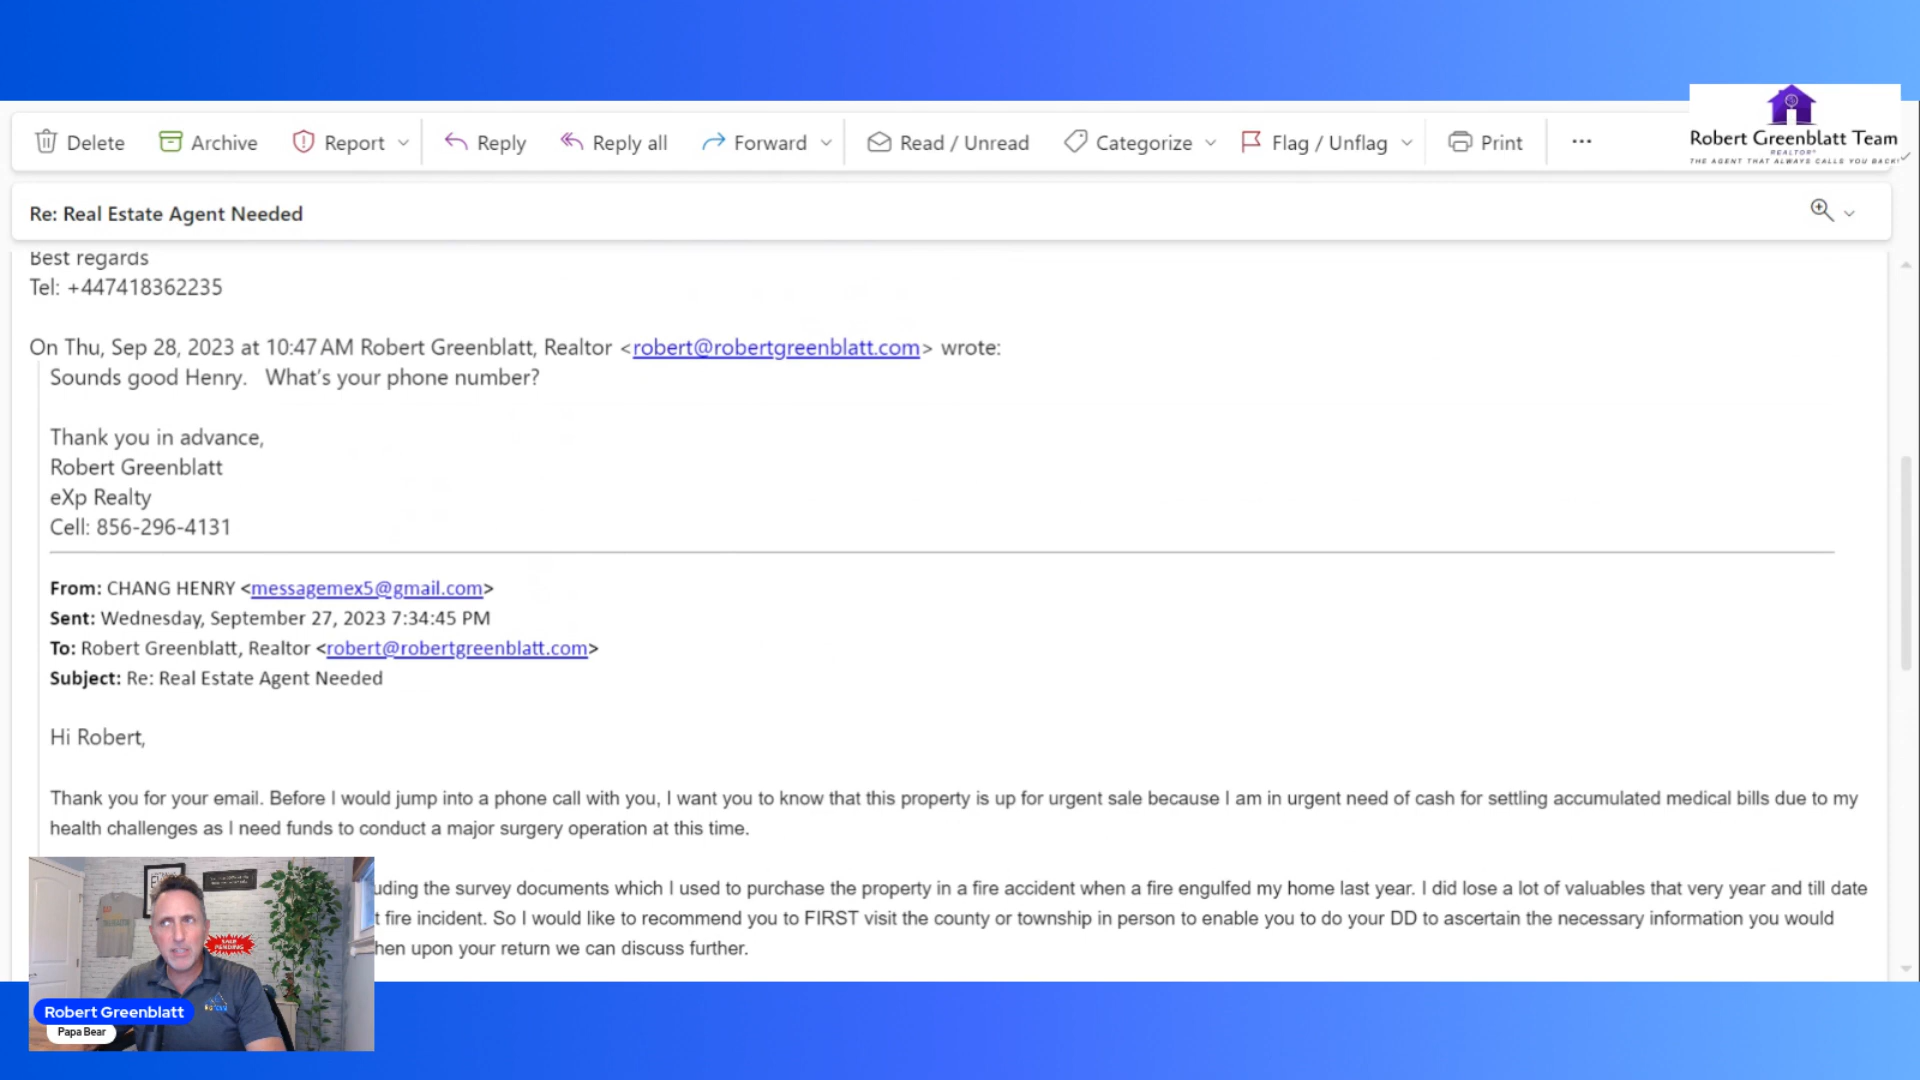 Delete
Archive
Report
Reply
Reply all
Forward
Read / Unread
Categorize
Flag / Unflag
Print
Robert Greenblatt Team
REALTOR®
THE AGENT THAT ALWAYS CALLS YOU BACK!
Re: Real Estate Agent Needed
Best regards
Tel: +447418362235
On Thu, Sep 28, 2023 at 10:47 AM Robert Greenblatt, Realtor <robert@robertgreenblatt.com> wrote:
Sounds good Henry. What's your phone number?
Thank you in advance,
Robert Greenblatt
eXp Realty
Cell: 856-296-4131
From: CHANG HENRY <messagemex5@gmail.com>
Sent: Wednesday, September 27, 2023 7:34:45 PM
To: Robert Greenblatt, Realtor <robert@robertgreenblatt.com>
Subject: Re: Real Estate Agent Needed
Hi Robert,
Thank you for your email. Before I would jump into a phone call with you, I want you to know that this property is up for urgent sale because I am in urgent need of cash for settling accumulated medical bills due to my
health challenges as I need funds to conduct a major surgery operation at this time.
uding the survey documents which I used to purchase the property in a fire accident when a fire engulfed my home last year. I did lose a lot of valuables that very year and till date
t fire incident. So I would like to recommend you to FIRST visit the county or township in person to enable you to do your DD to ascertain the necessary information you would
hen upon your return we can discuss further.
SALE
PENDING
Robert Greenblatt
Papa Bear